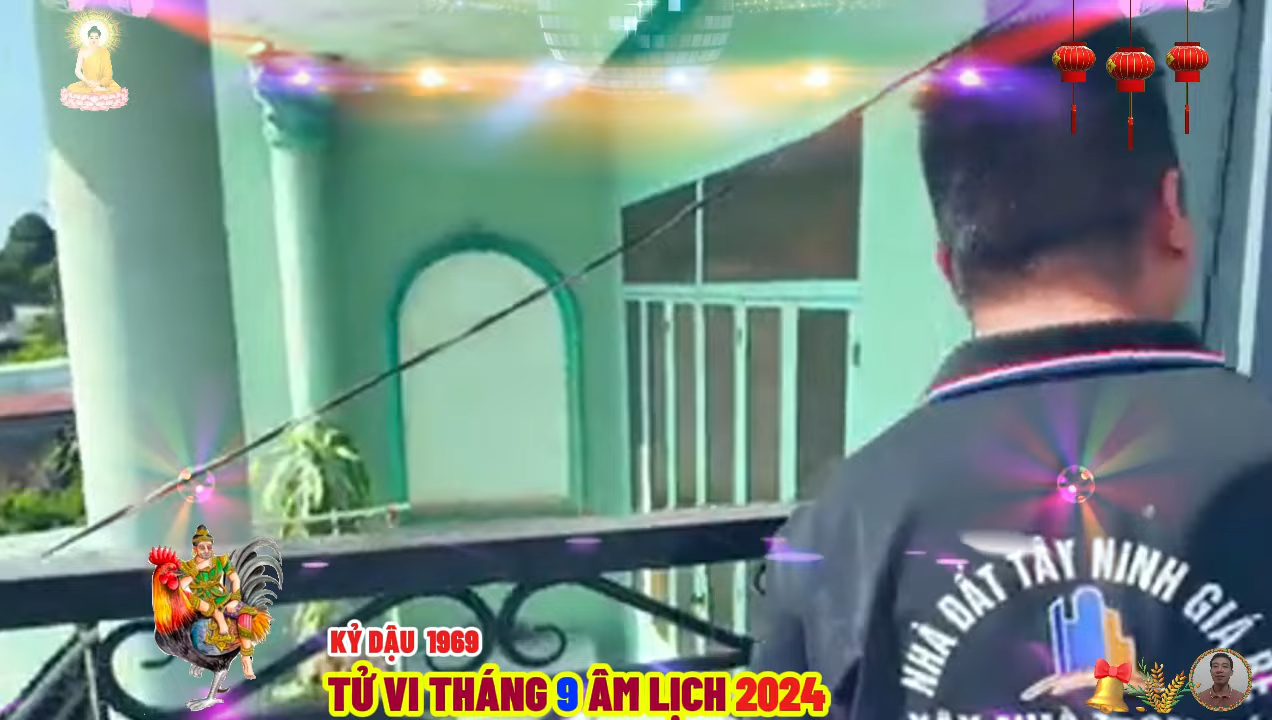 KỶ DẬU 1969
TỬ VI THÁNG 9 ÂM LỊCH 2024
NHÀ ĐẤT TÂY NINH GIÁ